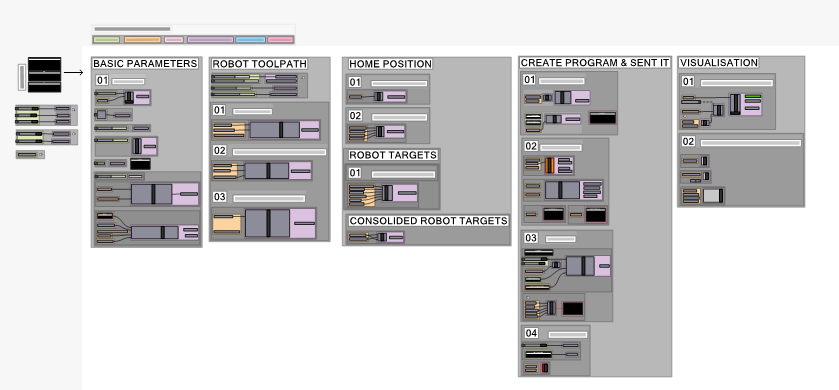 BASIC PARAMETERS
01
ROBOT TOOLPATH
01
02
03
HOME POSITION
01
02
ROBOT TARGETS
01
CONSOLIDED ROBOT TARGETS
CREATE PROGRAM & SENT IT
01
02
03
04
VISUALISATION
01
02